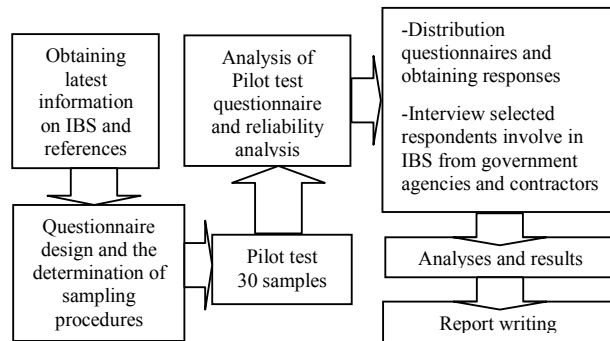 Obtaining
latest
information
on IBS and
references
Questionnaire
design and the
determination of
sampling
procedures
Pilot test
30 samples
Analysis of
Pilot test
questionnaire
and reliability
analysis
-Distribution
questionnaires and
obtaining responses
-Interview selected
respondents involve in
IBS from government
agencies and contractors
Analyses and results
Report writing